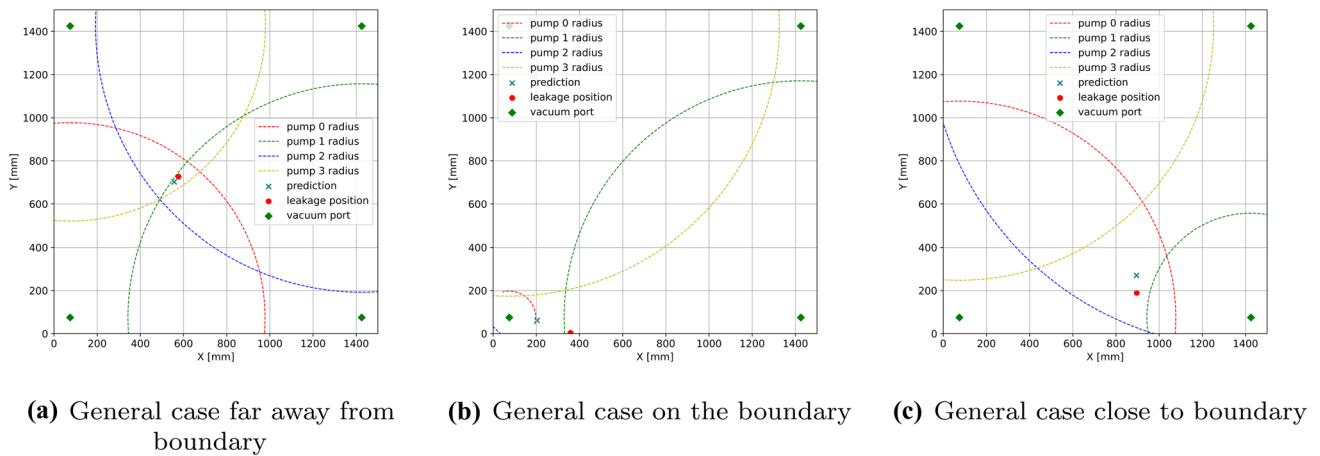 1400
1200
1000
800
600
400
200
0
Y [mm]
0 200 400 600 800 1000 1200 1400
X [mm]
pump 0 radius
pump 1 radius
pump 2 radius
pump 3 radius
prediction
leakage position
vacuum port
(a) General case far away from
boundary
1400
1200
1000
800
600
400
200
0
Y [mm]
0 200 400 600 800 1000 1200 1400
X [mm]
pump 0 radius
pump 1 radius
pump 2 radius
pump 3 radius
prediction
leakage position
vacuum port
(b) General case on the boundary
1400
1200
1000
800
600
400
200
0
Y [mm]
0 200 400 600 800 1000 1200 1400
X [mm]
pump 0 radius
pump 1 radius
pump 2 radius
pump 3 radius
prediction
leakage position
vacuum port
(c) General case close to boundary